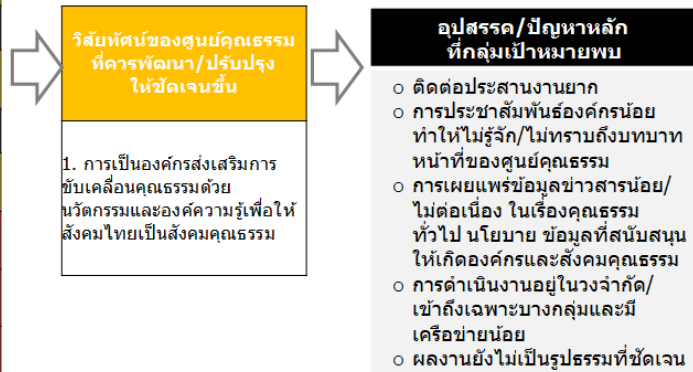 วิสัยทัศน์ของศูนย์คุณธรรม
ที่ควรพัฒนา/ปรับปรุง
ให้ชัดเจนขึ้น
1. การเป็นองค์กรส่งเสริมการ
ขับเคลื่อนคุณธรรมด้วย
นวัตกรรมและองค์ความรู้เพื่อให้
สังคมไทยเป็นสังคมคุณธรรม
อุปสรรค/ปัญหาหลัก
ที่กลุ่มเป้าหมายพบ
o ติดต่อประสานงานยาก
o การประชาสัมพันธ์องค์กรน้อย
ทำให้ไม่รู้จัก/ไม่ทราบถึงบทบาท
หน้าที่ของศูนย์คุณธรรม
o การเผยแพร่ข้อมูลข่าวสารน้อย/
ไม่ต่อเนื่อง ในเรื่องคุณธรรม
ทั่วไป นโยบาย ข้อมูลที่สนับสนุน
ให้เกิดองค์กรและสังคมคุณธรรม
o การดำเนินงานอยู่ในวงจำกัด/
เข้าถึงเฉพาะบางกลุ่มและมี
เครือข่ายน้อย
o ผลงานยังไม่เป็นรูปธรรมที่ชัดเจน